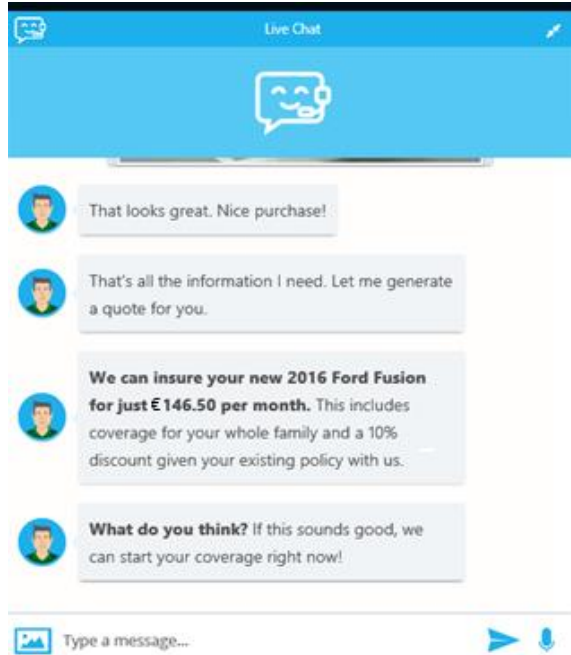 Live Chat
That looks great. Nice purchase!
That's all the information I need. Let me generate
a quote for you.
We can insure your new 2016 Ford Fusion
for just €146.50 per month. This includes
coverage for your whole family and a 10%
discount given your existing policy with us.
What do you think? If this sounds good, we
can start your coverage right now!
Type a message...